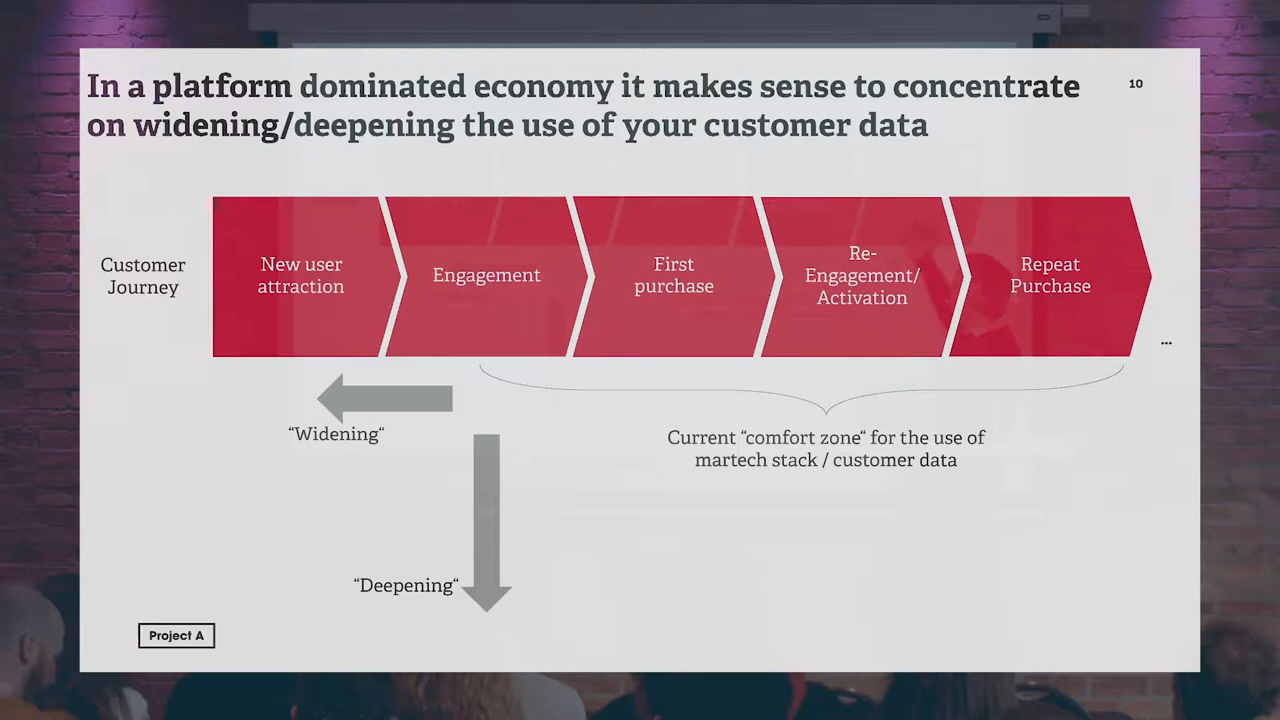 In a platform dominated economy it makes sense to concentrate
on widening/deepening the use of your customer data
10
Customer
Journey
New user
attraction
Engagement
First
purchase
Re-
Engagement/
Activation
Repeat
Purchase
...
“Widening“
Current “comfort zone“ for the use of
martech stack / customer data
“Deepening“
Project A